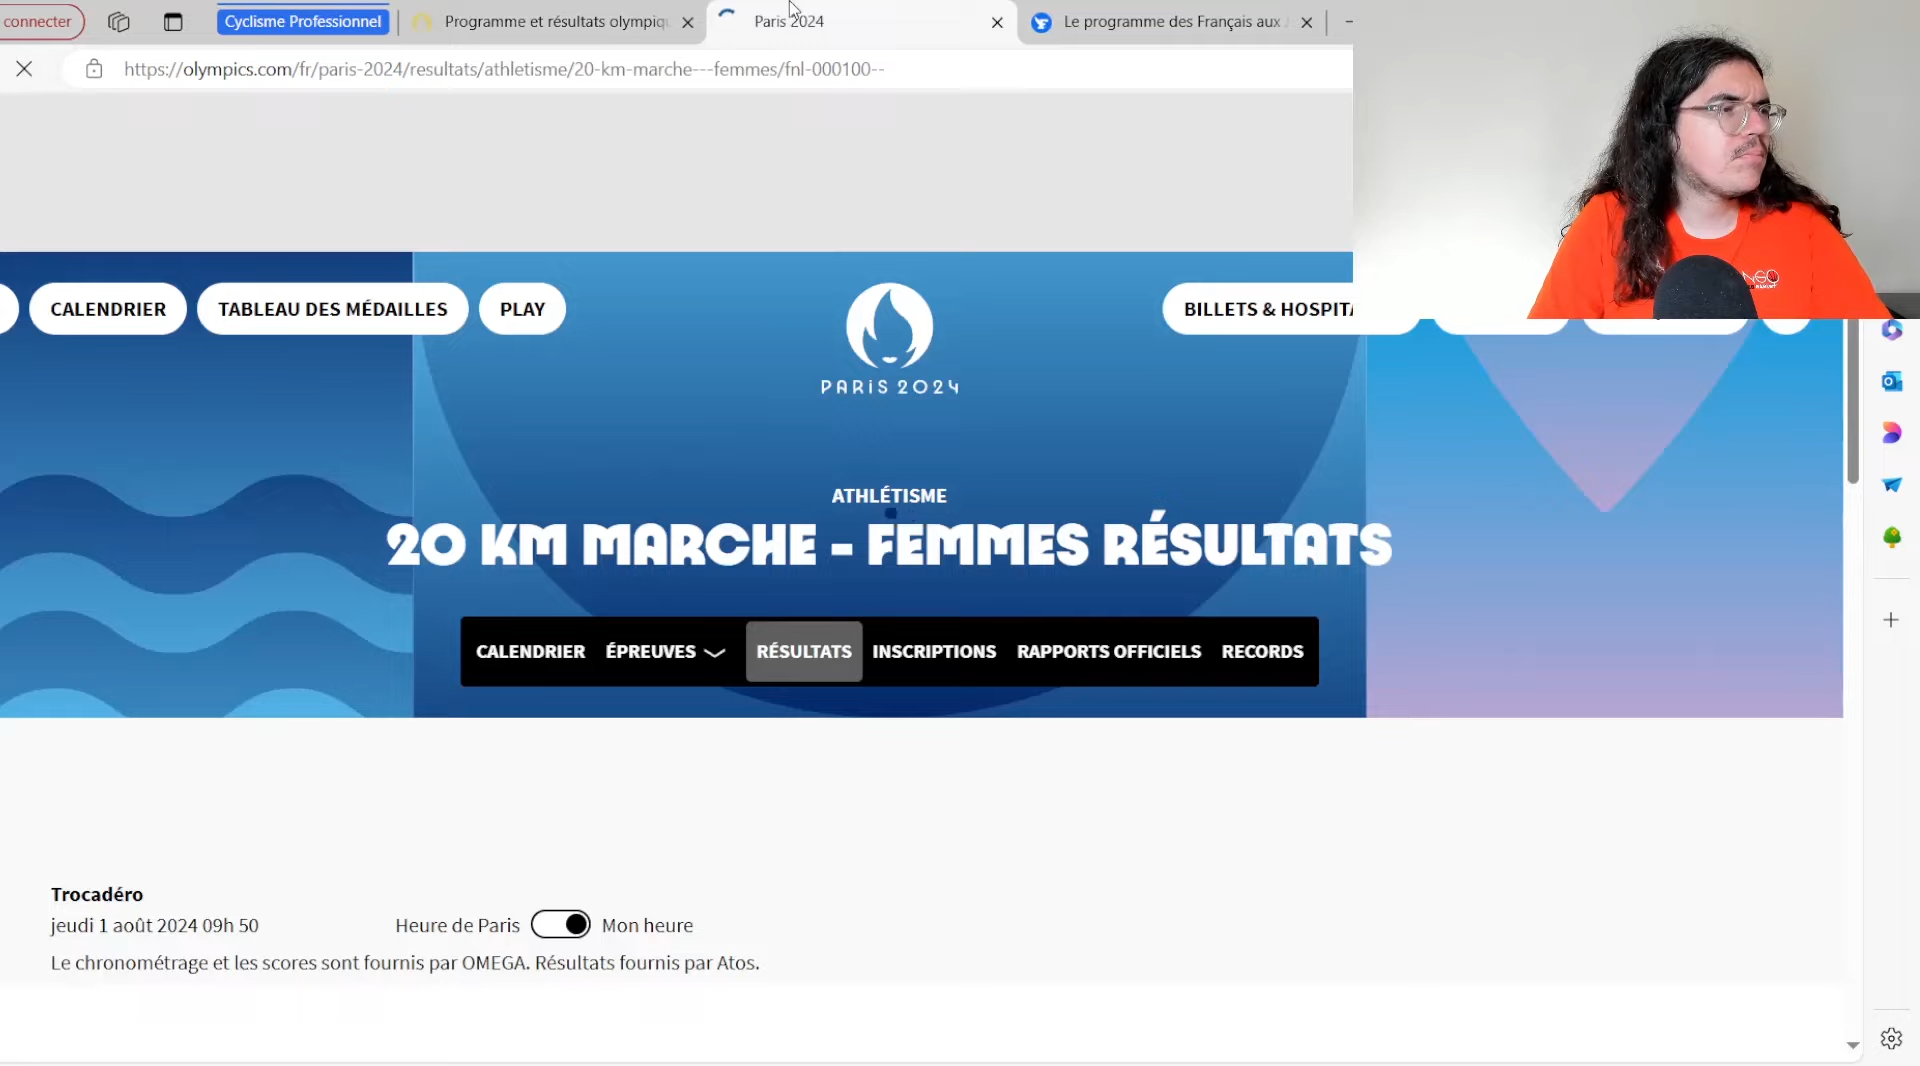 connecter
Cyclisme Professionnel
Programme et résultats olympiq
Paris 2024
Le programme des Français aux
https://olympics.com/fr/paris-2024/resultats/athletisme/20-km-marche---femmes/fnl-000100--
CALENDRIER
TABLEAU DES MÉDAILLES
PLAY
PARIS 2024
BILLETS & HOSPITA
ATHLÉTISME
20 KM MARCHE - FEMMES RÉSULTATS
CALENDRIER ÉPREUVES RÉSULTATS INSCRIPTIONS RAPPORTS OFFICIELS RECORDS
Trocadéro
jeudi 1 août 2024 09h 50
Heure de Paris
Mon heure
Le chronométrage et les scores sont fournis par OMEGA. Résultats fournis par Atos.